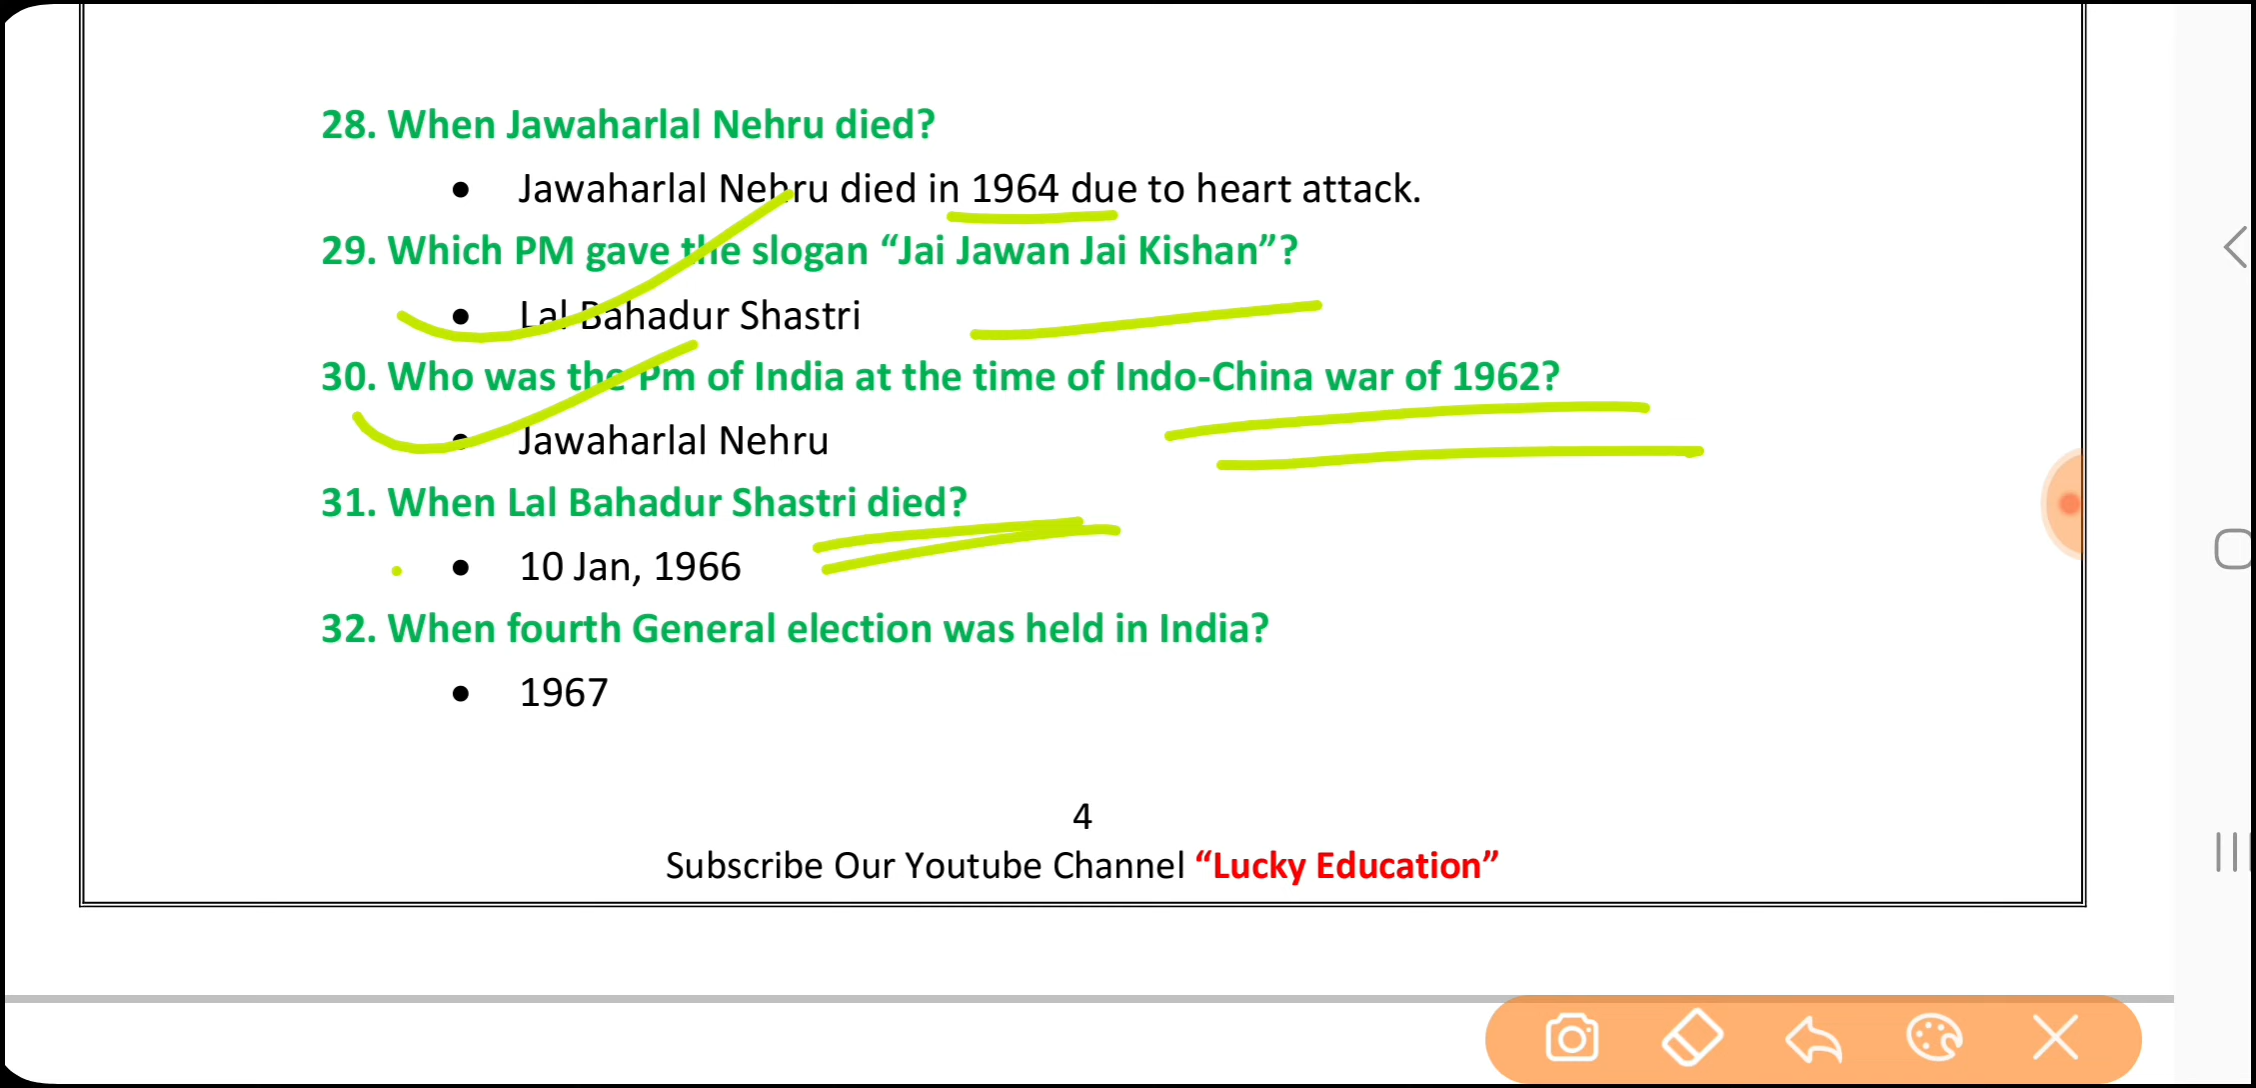 28. When Jawaharlal Nehru died?
• Jawaharlal Nehru died in 1964 due to heart attack.
29. Which PM gave the slogan “Jai Jawan Jai Kishan”?
• Lal Bahadur Shastri
30. Who was the Pm of India at the time of Indo-China war of 1962?
• Jawaharlal Nehru
31. When Lal Bahadur Shastri died?
• 10 Jan, 1966
32. When fourth General election was held in India?
• 1967
4
Subscribe Our Youtube Channel “Lucky Education”